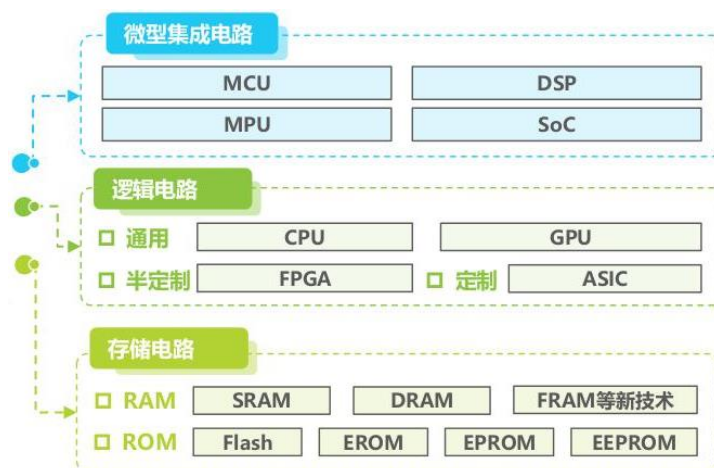 微型集成电路
MCU DSP
MPU SoC
逻辑电路
通用 CPU GPU
半定制 FPGA 定制 ASIC
存储电路
RAM SRAM DRAM FRAM等新技术
ROM Flash EROM EPROM EEPROM